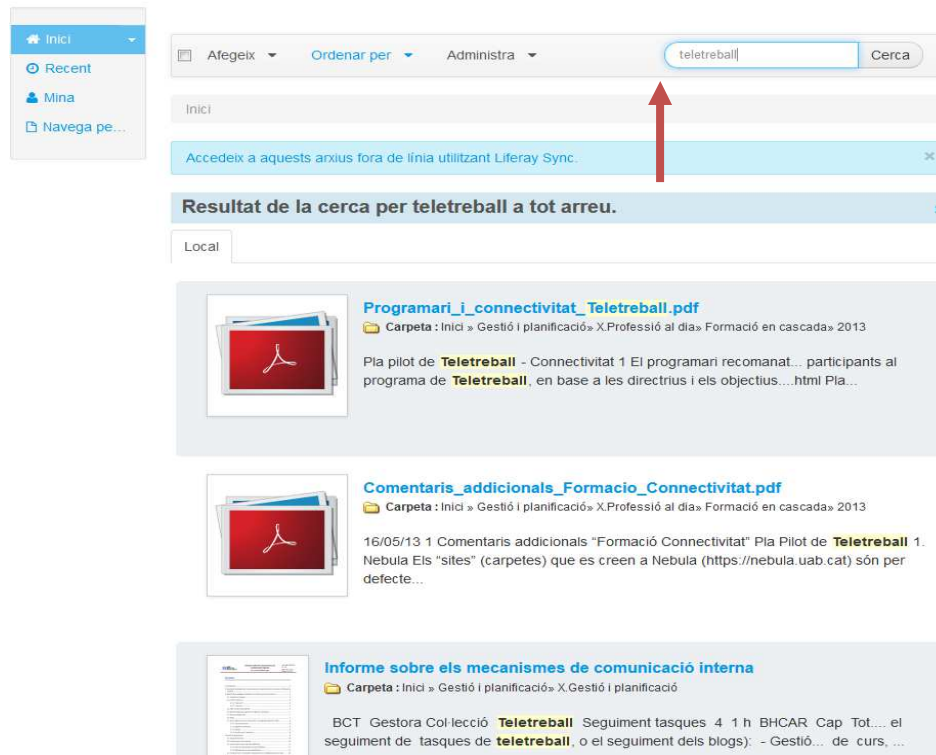 Inici
Recent
Mina
Navega pe...
Afegeix
Ordenar per
Administra
teletreball
Cerca
Inici
Accedeix a aquests arxius fora de línia utilitzant Liferay Sync.
Resultat de la cerca per teletreball a tot arreu.
Local
Programari_i_connectivitat_Teletreball.pdf
Carpeta : Inici » Gestió i planificació» X.Professió al dia» Formació en cascada» 2013
Pla pilot de Teletreball - Connectivitat 1 El programari recomanat... participants al
programa de Teletreball, en base a les directrius i els objectius....html Pla...
Comentaris_addicionals_Formacio_Connectivitat.pdf
Carpeta : Inici » Gestió i planificació» X.Professió al dia» Formació en cascada» 2013
16/05/13 1 Comentaris addicionals “Formació Connectivitat” Pla Pilot de Teletreball 1.
Nebula Els “sites” (carpetes) que es creen a Nebula (https://nebula.uab.cat) són per
defecte...
Informe sobre els mecanismes de comunicació interna
Carpeta : Inici » Gestió i planificació» X.Gestió i planificació
BCT Gestora Col·lecció Teletreball Seguiment tasques 4 1 h BHCAR Cap Tot.... el
seguiment de tasques de teletreball, o el seguiment dels blogs): - Gestió... de curs, ...